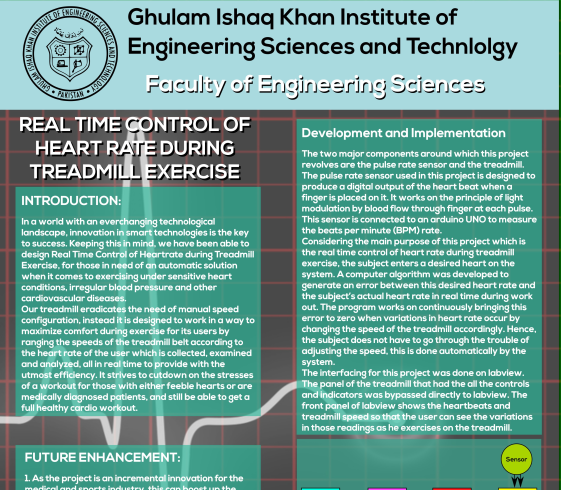 Ghulam Ishaq Khan Institute of
Engineering Sciences and Technlolgy
Faculty of Engineering Sciences
GHULAM ISHAQ KHAN INSTITUTE OF ENGINEERING SCIENCES AND TECHNOLOGY
PAKISTAN
REAL TIME CONTROL OF
HEART RATE DURING
TREADMILL EXERCISE
INTRODUCTION:
In a world with an everchanging technological
landscape, innovation in smart technologies is the key
to success. Keeping this in mind, we have been able to
design Real Time Control of Heartrate during Treadmill
Exercise, for those in need of an automatic solution
when it comes to exercising under sensitive heart
conditions, irregular blood pressure and other
cardiovascular diseases.
Our treadmill eradicates the need of manual speed
configuration, instead it is designed to work in a way to
maximize comfort during exercise for its users by
ranging the speeds of the treadmill belt according to
the heart rate of the user which is collected, examined
and analyzed, all in real time to provide with the
utmost efficiency. It strives to cutdown on the stresses
of a workout for those with either feeble hearts or are
medically diagnosed patients, and still be able to get a
full healthy cardio workout.
FUTURE ENHANCEMENT:
1. As the project is an incremental innovation for the
medical and sports industry, this can boost up the
Development and Implementation
The two major components around which this project
revolves are the pulse rate sensor and the treadmill.
The pulse rate sensor used in this project is designed to
produce a digital output of the heart beat when a
finger is placed on it. It works on the principle of light
modulation by blood flow through finger at each pulse.
This sensor is connected to an arduino UNO to measure
the beats per minute (BPM) rate.
Considering the main purpose of this project which is
the real time control of heart rate during treadmill
exercise, the subject enters a desired heart on the
system. A computer algorithm was developed to
generate an error between this desired heart rate and
the subject's actual heart rate in real time during work
out. The program works on continuously bringing this
error to zero when variations in heart rate occur by
changing the speed of the treadmill accordingly. Hence,
the subject does not have to go through the trouble of
adjusting the speed, this is done automatically by the
system.
The interfacing for this project was done on labview.
The panel of the treadmill that had the all the controls
and indicators was bypassed directly to labview. The
front panel of labview shows the heartbeats and
treadmill speed so that the user can see the variations
in those readings as he exercises on the treadmill.
Sensor